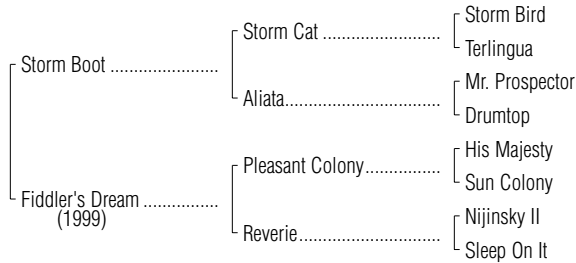 Storm Bird
Storm Cat ........................
Terlingua
Storm Boot ......................
Mr. Prospector
Aliata................................
Drumtop
His Majesty
Pleasant Colony...............
Sun Colony
Fiddler's Dream ...............
(1999)
Nijinsky II
Reverie.............................
Sleep On It